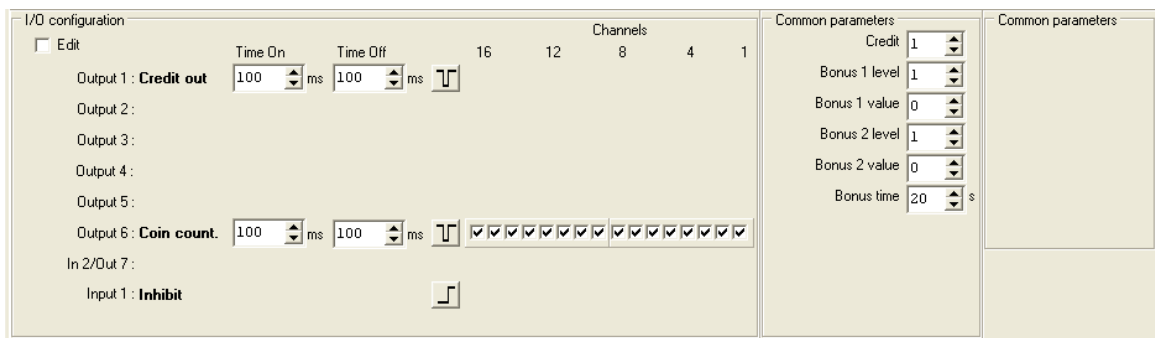 I/O configuration
Edit
Channels
Time On Time Off 16 12 8 4 1
Output 1 : Credit out 100 ms 100 ms
Output 2 :
Output 3 :
Output 4 :
Output 5 :
Output 6 : Coin count. 100 ms 100 ms
In 2/Out 7 :
Input 1 : Inhibit
Common parameters
Credit 1
Bonus 1 level 1
Bonus 1 value 0
Bonus 2 level 1
Bonus 2 value 0
Bonus time 20 s
Common parameters